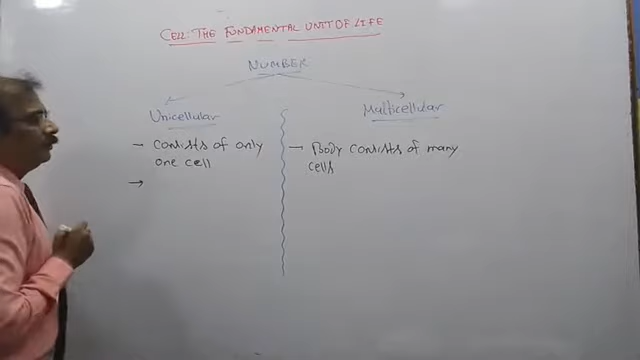 CELL: THE FUNDAMENTAL UNIT OF LIFE
NUMBER
Unicellular
Multicellular
– consists of only
one cell
– Body consists of many
cells
→